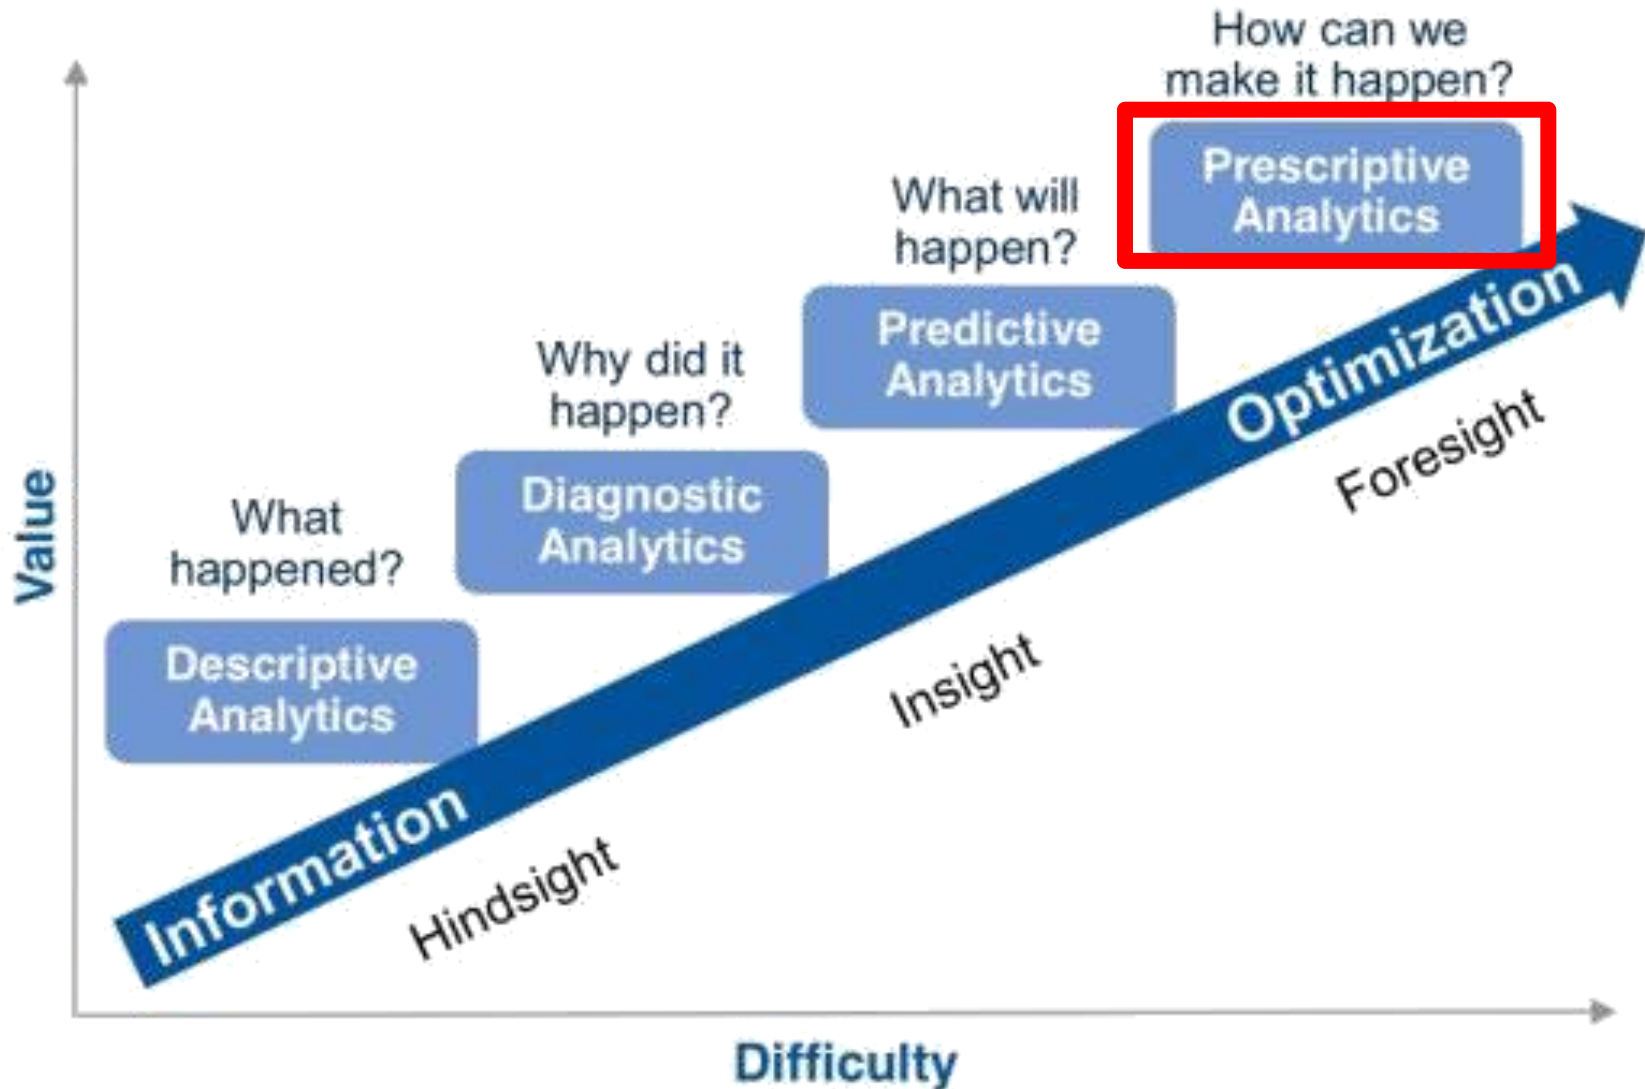 How can we
make it happen?
Prescriptive
Analytics
What will
happen?
Predictive
Analytics
Why did it
happen?
Diagnostic
Analytics
What
happened?
Descriptive
Analytics
Value
Information
Optimization
Hindsight
Insight
Foresight
Difficulty